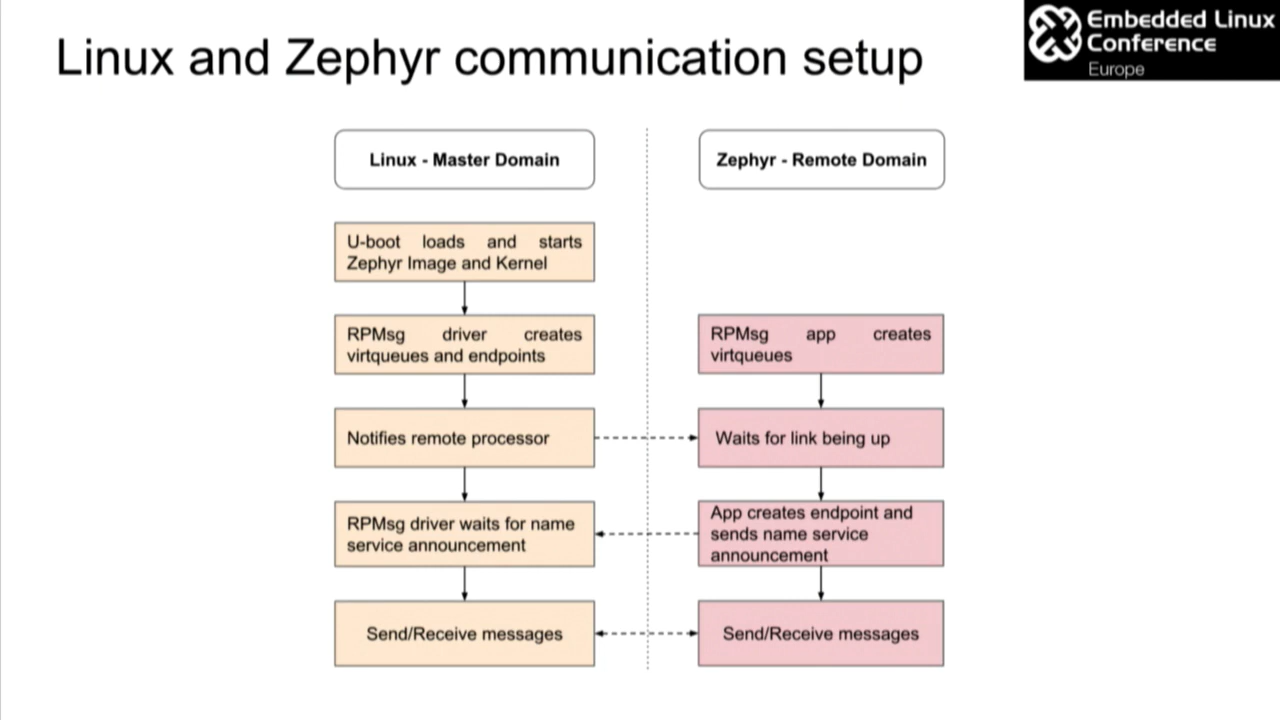 Linux and Zephyr communication setup
Embedded Linux
Conference
Europe
Linux - Master Domain
Zephyr - Remote Domain
U-boot loads and starts
Zephyr Image and Kernel
RPMsg driver creates
virtqueues and endpoints
RPMsg app creates
virtqueues
Notifies remote processor
Waits for link being up
RPMsg driver waits for name
service announcement
App creates endpoint and
sends name service
announcement
Send/Receive messages
Send/Receive messages